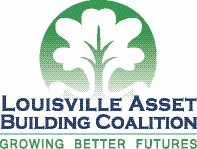 LOUISVILLE ASSET
BUILDING COALITION
GROWING BETTER FUTURES